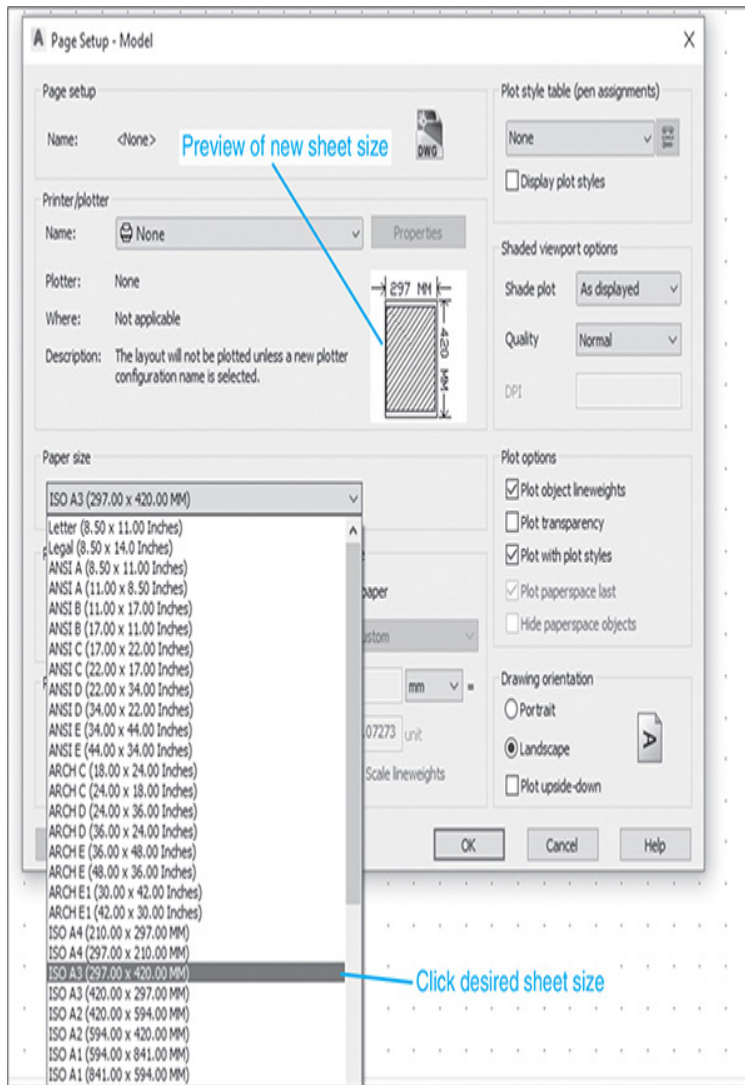 Page Setup - Model
Page setup
Name: <None>
DWG
Preview of new sheet size
Printer/plotter
Name: None
Properties
Plotter: None
Where: Not applicable
Description: The layout will not be plotted unless a new plotter
configuration name is selected.
297 MM
420 MM
Paper size
ISO A3 (297.00 x 420.00 MM)
Letter (8.50 x 11.00 Inches)
Legal (8.50 x 14.0 Inches)
ANSI A (8.50 x 11.00 Inches)
ANSI A (11.00 x 8.50 Inches)
ANSI B (11.00 x 17.00 Inches)
ANSI B (17.00 x 11.00 Inches)
ANSI C (17.00 x 22.00 Inches)
ANSI C (22.00 x 17.00 Inches)
ANSI D (22.00 x 34.00 Inches)
ANSI D (34.00 x 22.00 Inches)
ANSI E (34.00 x 44.00 Inches)
ANSI E (44.00 x 34.00 Inches)
ARCH C (18.00 x 24.00 Inches)
ARCH C (24.00 x 18.00 Inches)
ARCH D (24.00 x 36.00 Inches)
ARCH D (36.00 x 24.00 Inches)
ARCH E (36.00 x 48.00 Inches)
ARCH E (48.00 x 36.00 Inches)
ARCH E1 (30.00 x 42.00 Inches)
ARCH E1 (42.00 x 30.00 Inches)
ISO A4 (210.00 x 297.00 MM)
ISO A4 (297.00 x 210.00 MM)
ISO A3 (297.00 x 420.00 MM)
ISO A3 (420.00 x 297.00 MM)
ISO A2 (420.00 x 594.00 MM)
ISO A2 (594.00 x 420.00 MM)
ISO A1 (594.00 x 841.00 MM)
ISO A1 (841.00 x 594.00 MM)
paper
mm =
07273 unit
Scale lineweights
Click desired sheet size
Plot style table (pen assignments)
None
Display plot styles
Shaded viewport options
Shade plot As displayed
Quality Normal
DPI
Plot options
Plot object lineweights
Plot transparency
Plot with plot styles
Plot paperspace last
Hide paperspace objects
Drawing orientation
Portrait
Landscape
A
Plot upside-down
OK Cancel Help